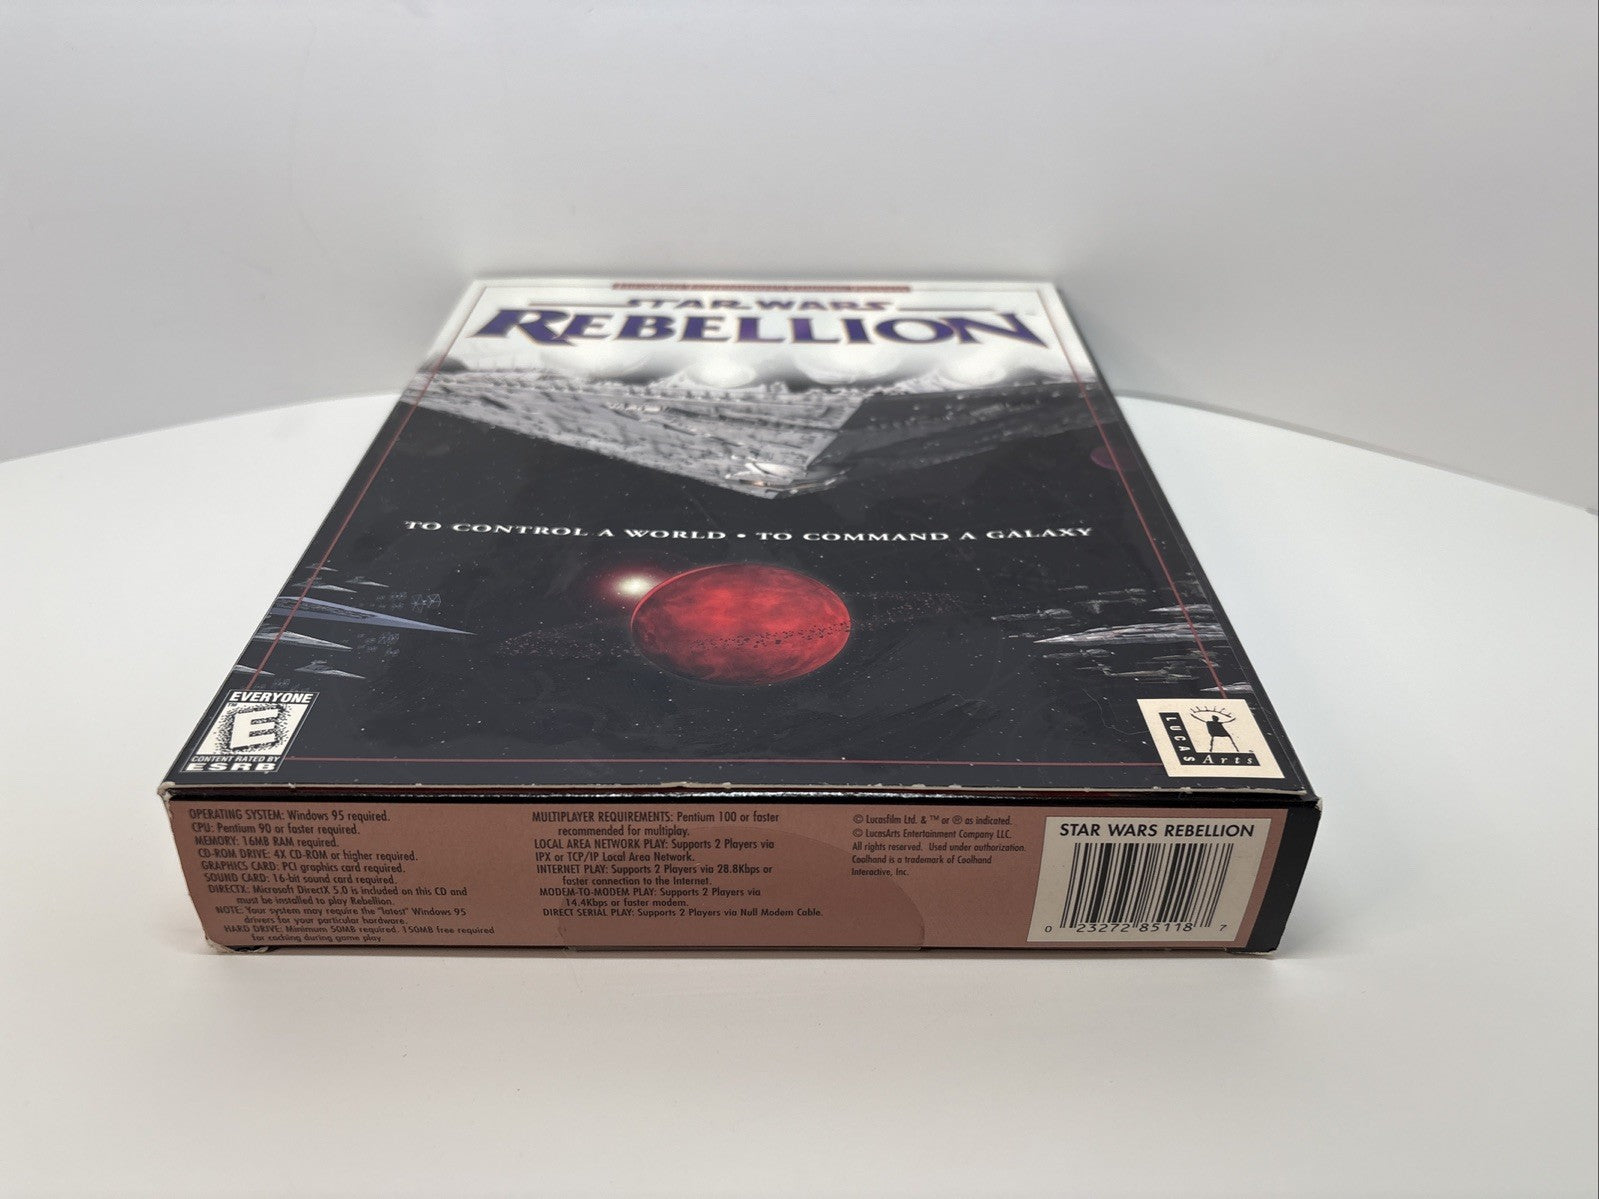 STAR WARS
REBELLION
TO CONTROL A WORLD • TO COMMAND A GALAXY
EVERYONE
E
CONTENT RATED BY
ESRB
LUCAS
Arts
OPERATING SYSTEM: Windows 95 required.
CPU: Pentium 90 or faster required.
MEMORY: 16MB RAM required.
CD-ROM DRIVE: 4X CD-ROM or higher required.
GRAPHICS CARD: PCI graphics card required.
SOUND CARD: 16-bit sound card required.
DIRECTX: Microsoft DirectX 5.0 is included on this CD and
must be installed to play Rebellion.
NOTE: Your system may require the "latest" Windows 95
drivers for your particular hardware.
HARD DRIVE: Minimum 50MB required. 150MB free required
for caching during game play.
MULTIPLAYER REQUIREMENTS: Pentium 100 or faster
recommended for multiplay.
LOCAL AREA NETWORK PLAY: Supports 2 Players via
IPX or TCP/IP Local Area Network.
INTERNET PLAY: Supports 2 Players via 28.8Kbps or
faster connection to the Internet.
MODEM-TO-MODEM PLAY: Supports 2 Players via
14.4Kbps or faster modem.
DIRECT SERIAL PLAY: Supports 2 Players via Null Modem Cable.
© Lucasfilm Ltd. & ™ or ® as indicated.
© LucasArts Entertainment Company LLC.
All rights reserved. Used under authorization.
Coolhand is a trademark of Coolhand
Interactive, Inc.
STAR WARS REBELLION
0 23272 85118 7